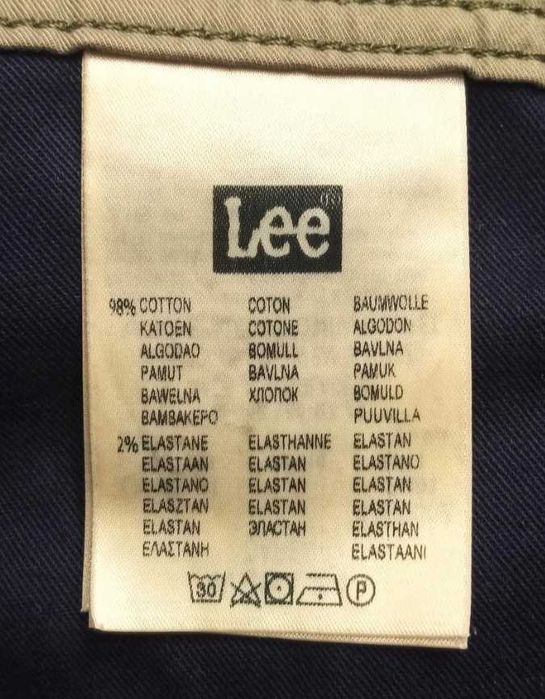 Lee®
98% COTTON COTON BAUMWOLLE
KATOEN COTONE ALGODON
ALGODAO BOMULL BAVLNA
PAMUT BAVLNA PAMUK
BAWEŁNA ХЛОПОК BOMULD
ΒΑΜΒΑΚΕΡΟ PUUVILLA
2% ELASTANE ELASTHANNE ELASTAN
ELASTAAN ELASTAN ELASTANO
ELASTANO ELASTAN ELASTAN
ELASZTAN ELASTAN ELASTAN
ELASTAN ЭЛАСТАН ELASTHAN
ΕΛΑΣΤΑΝΗ ELASTAANI
30 P